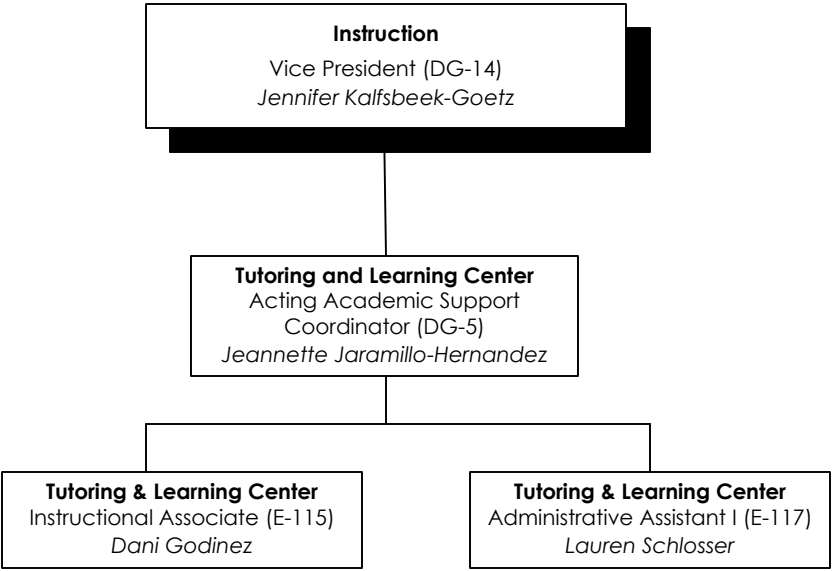 Instruction
Vice President (DG-14)
Jennifer Kalfsbeek-Goetz
Tutoring and Learning Center
Acting Academic Support
Coordinator (DG-5)
Jeannette Jaramillo-Hernandez
Tutoring & Learning Center
Instructional Associate (E-115)
Dani Godinez
Tutoring & Learning Center
Administrative Assistant I (E-117)
Lauren Schlosser